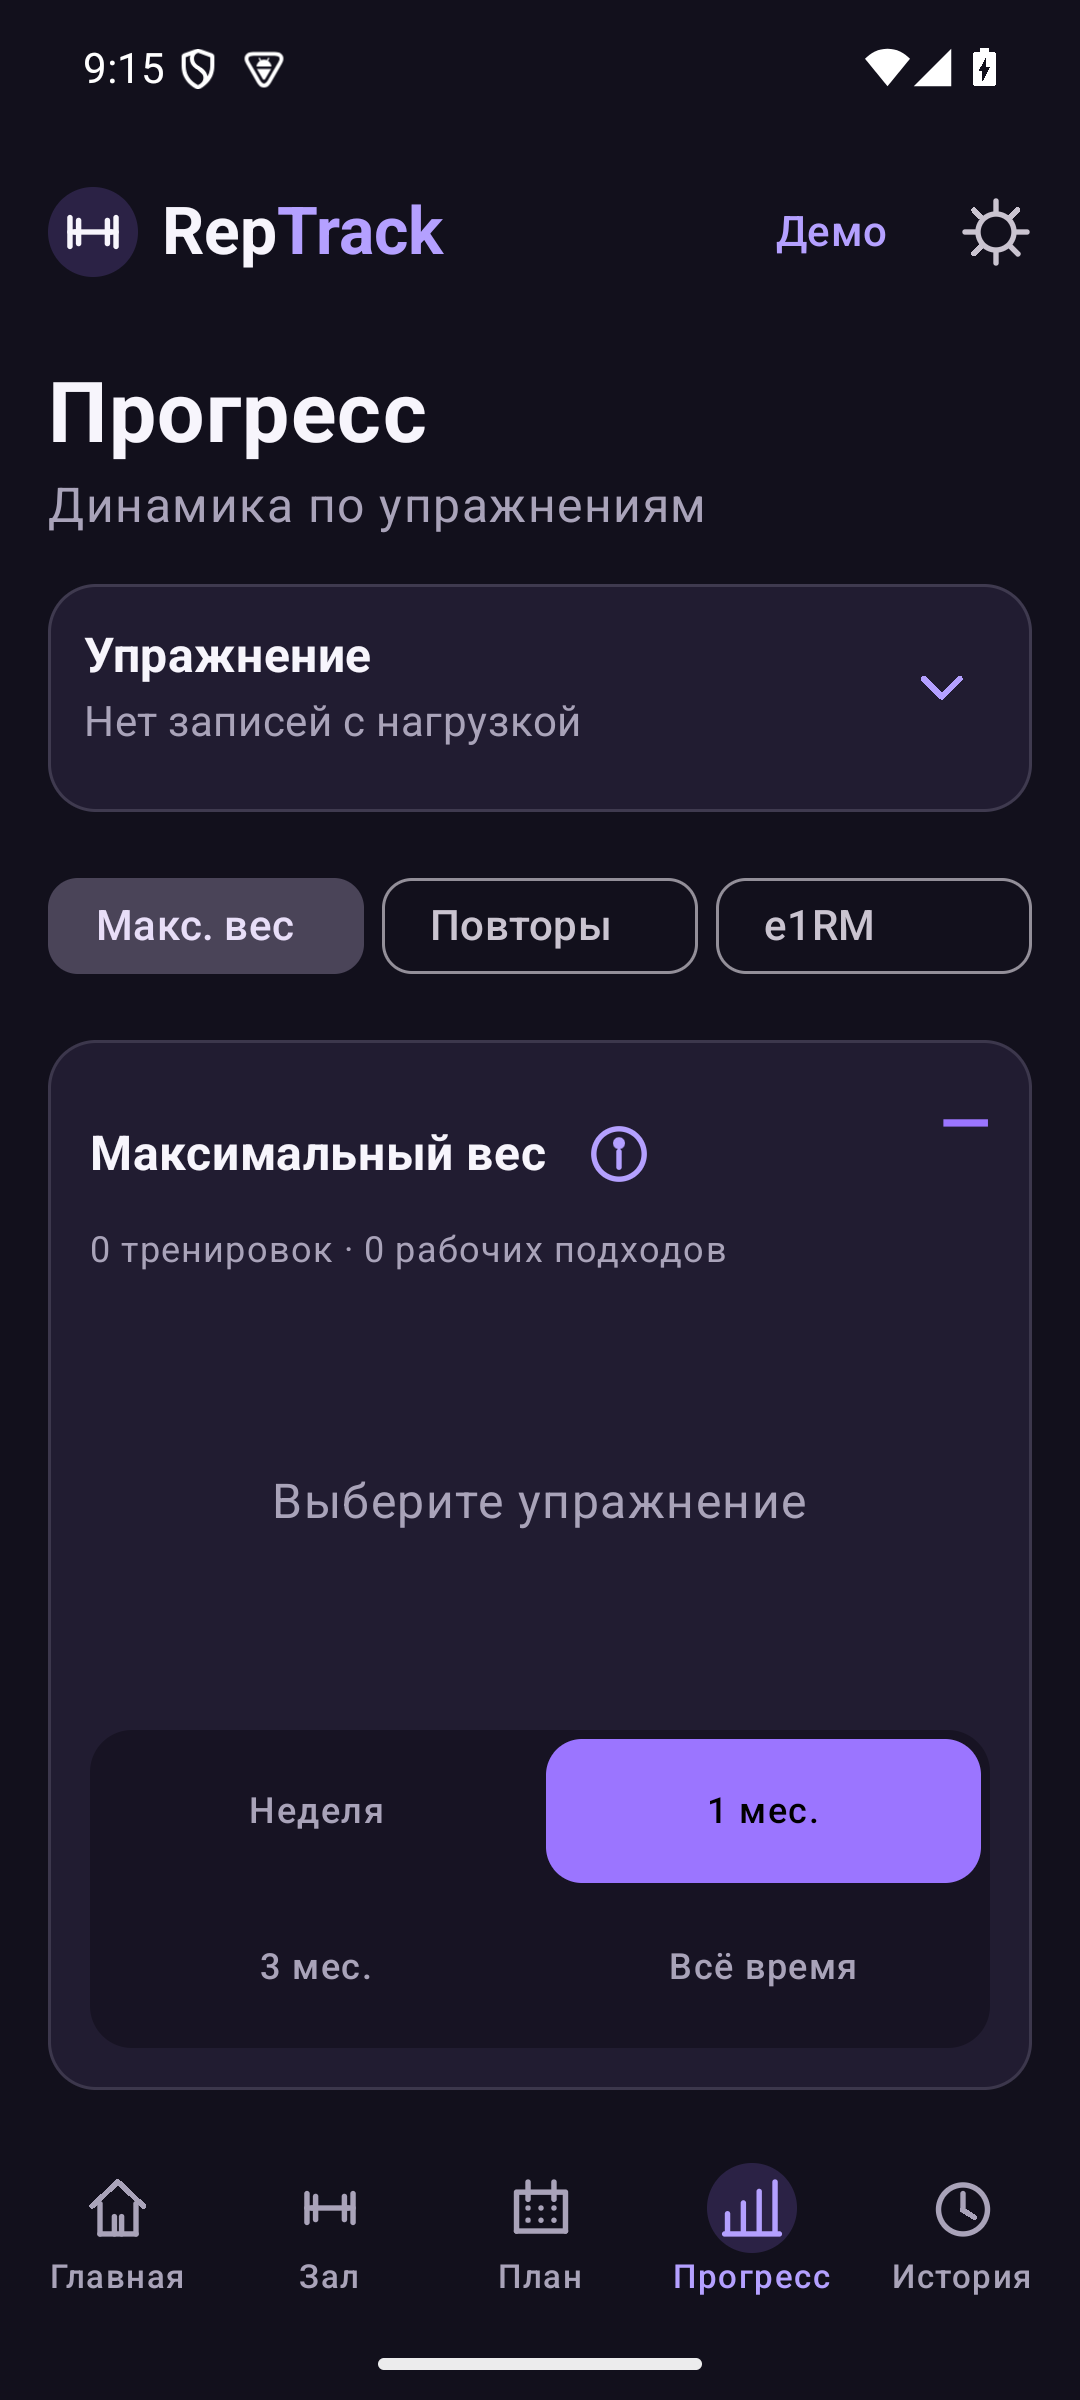 9:15
RepTrack
Демо
Прогресс
Динамика по упражнениям
Упражнение
Нет записей с нагрузкой
Макс. вес
Повторы
e1RM
Максимальный вес
—
0 тренировок · 0 рабочих подходов
Выберите упражнение
Неделя
1 мес.
3 мес.
Всё время
Главная
Зал
План
Прогресс
История